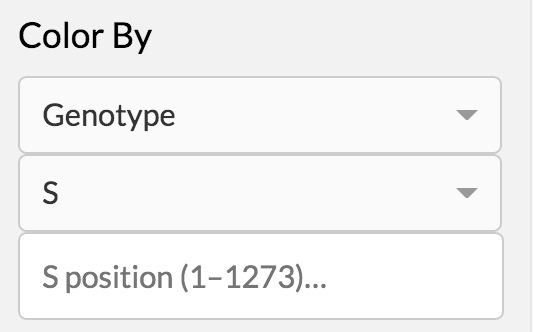 Color By
Genotype
S
S position (1–1273)...